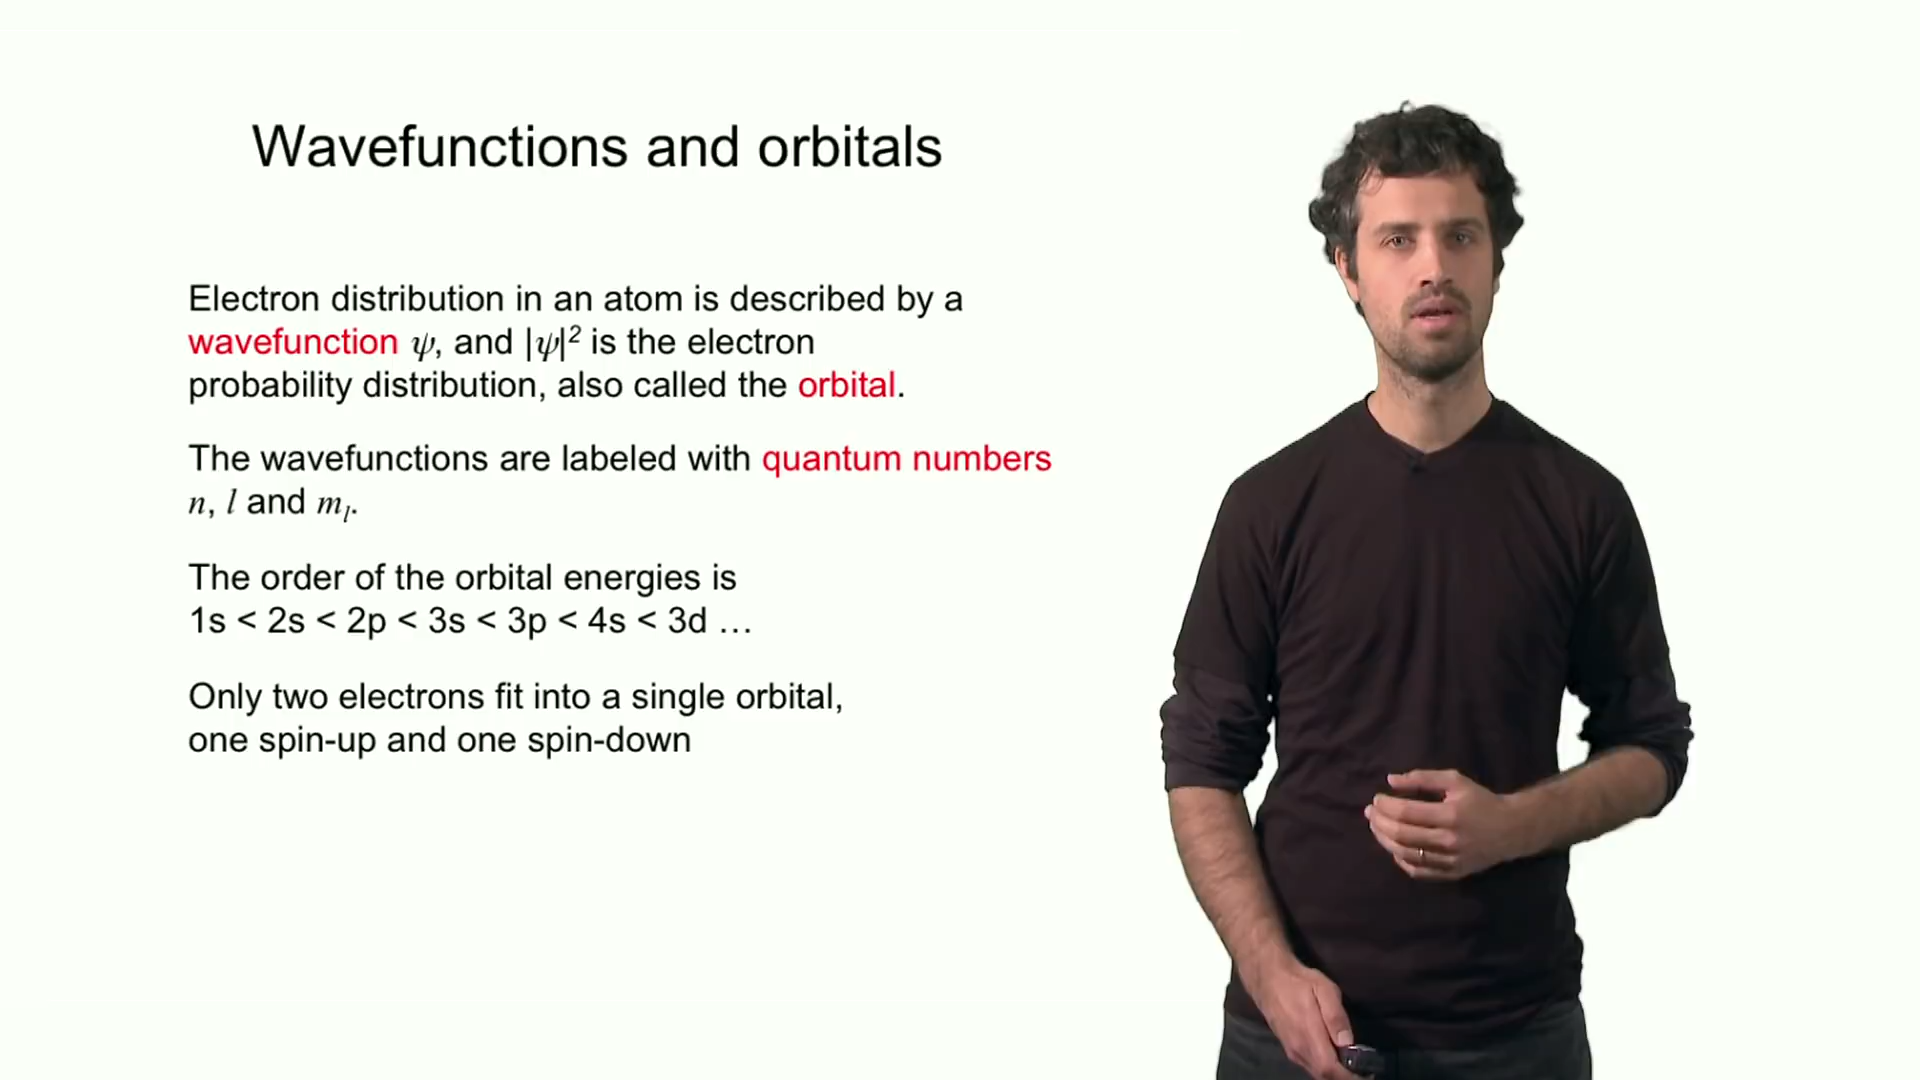 Wavefunctions and orbitals
Electron distribution in an atom is described by a
wavefunction ψ, and |ψ|² is the electron
probability distribution, also called the orbital.
The wavefunctions are labeled with quantum numbers
n, l and mₗ.
The order of the orbital energies is
1s < 2s < 2p < 3s < 3p < 4s < 3d …
Only two electrons fit into a single orbital,
one spin-up and one spin-down